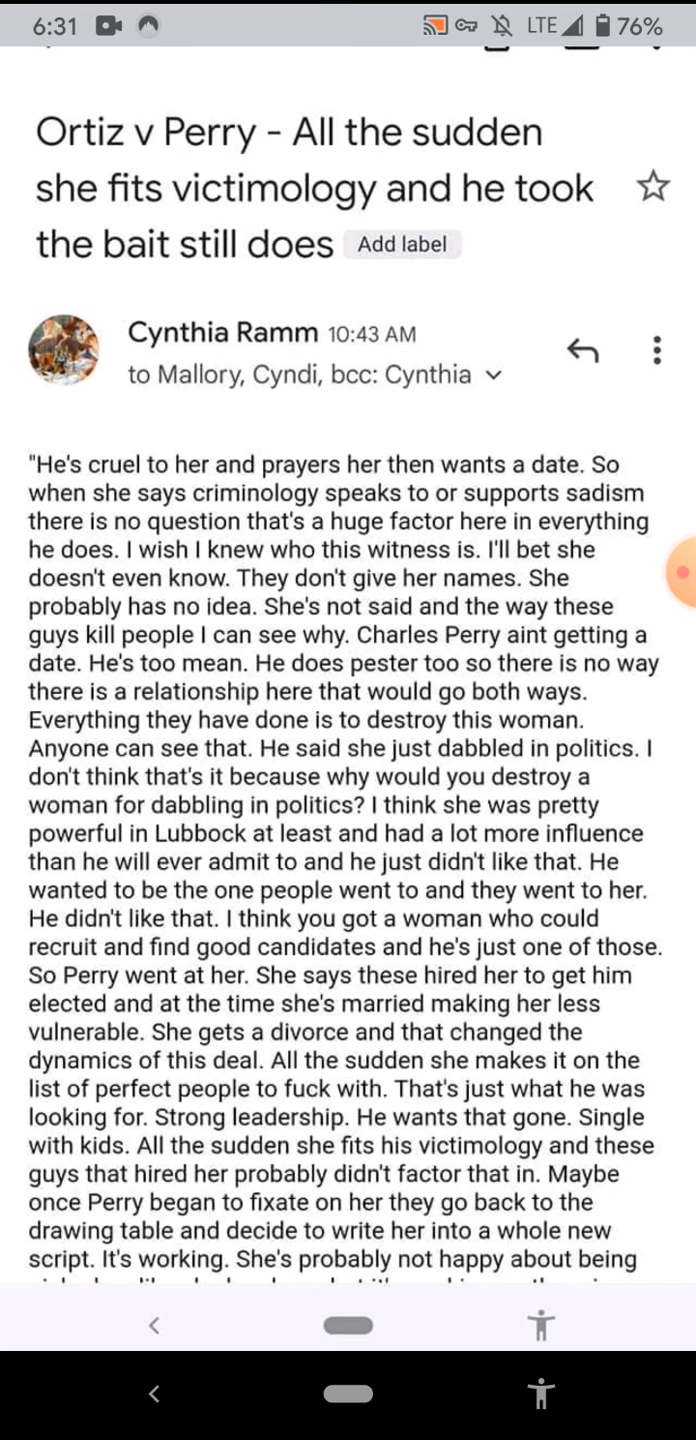 6:31 LTE 76%
Ortiz v Perry - All the sudden
she fits victimology and he took
the bait still does Add label
Cynthia Ramm 10:43 AM
to Mallory, Cyndi, bcc: Cynthia
"He's cruel to her and prayers her then wants a date. So
when she says criminology speaks to or supports sadism
there is no question that's a huge factor here in everything
he does. I wish I knew who this witness is. I'll bet she
doesn't even know. They don't give her names. She
probably has no idea. She's not said and the way these
guys kill people I can see why. Charles Perry aint getting a
date. He's too mean. He does pester too so there is no way
there is a relationship here that would go both ways.
Everything they have done is to destroy this woman.
Anyone can see that. He said she just dabbled in politics. I
don't think that's it because why would you destroy a
woman for dabbling in politics? I think she was pretty
powerful in Lubbock at least and had a lot more influence
than he will ever admit to and he just didn't like that. He
wanted to be the one people went to and they went to her.
He didn't like that. I think you got a woman who could
recruit and find good candidates and he's just one of those.
So Perry went at her. She says these hired her to get him
elected and at the time she's married making her less
vulnerable. She gets a divorce and that changed the
dynamics of this deal. All the sudden she makes it on the
list of perfect people to fuck with. That's just what he was
looking for. Strong leadership. He wants that gone. Single
with kids. All the sudden she fits his victimology and these
guys that hired her probably didn't factor that in. Maybe
once Perry began to fixate on her they go back to the
drawing table and decide to write her into a whole new
script. It's working. She's probably not happy about being